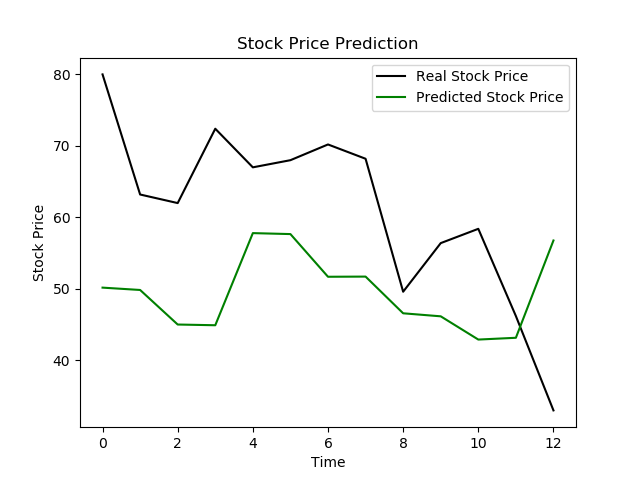 Stock Price Prediction
Real Stock Price
Predicted Stock Price
Stock Price
80
70
60
50
40
0 2 4 6 8 10 12
Time